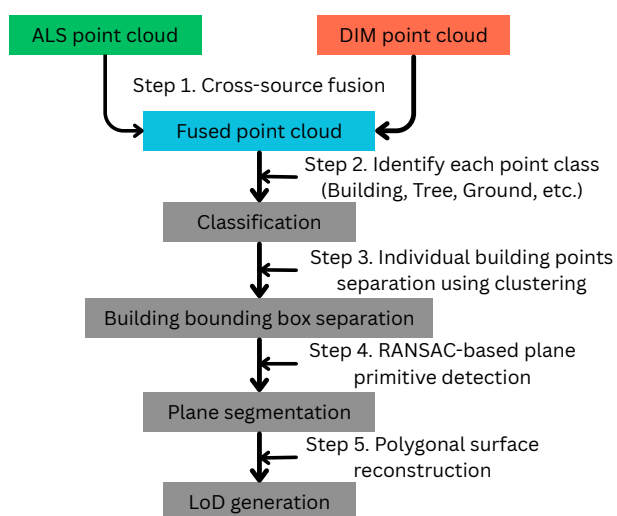 ALS point cloud
DIM point cloud
Step 1. Cross-source fusion
Fused point cloud
Step 2. Identify each point class
(Building, Tree, Ground, etc.)
Classification
Step 3. Individual building points
separation using clustering
Building bounding box separation
Step 4. RANSAC-based plane
primitive detection
Plane segmentation
Step 5. Polygonal surface
reconstruction
LoD generation